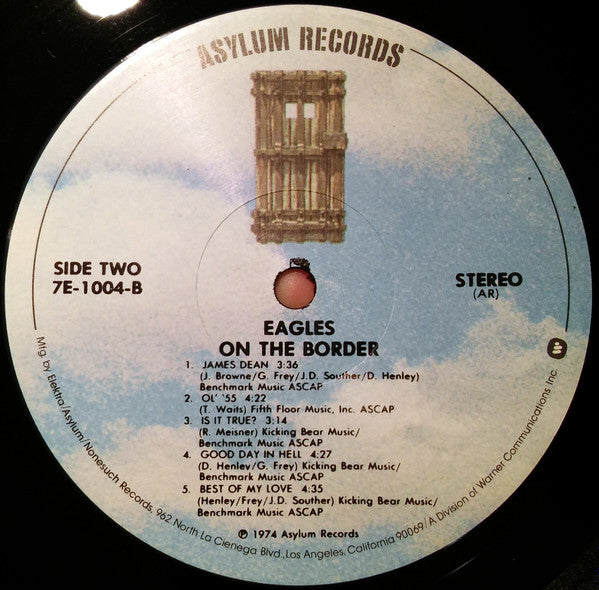 ASYLUM RECORDS
SIDE TWO
7E-1004-B
STEREO
(AR)
EAGLES
ON THE BORDER
1. JAMES DEAN 3:36
(J. Browne/G. Frey/J.D. Souther/D. Henley)
Benchmark Music ASCAP
2. OL' '55 4:22
(T. Waits) Fifth Floor Music, Inc. ASCAP
3. IS IT TRUE? 3:14
(R. Meisner) Kicking Bear Music/
Benchmark Music ASCAP
4. GOOD DAY IN HELL 4:27
(D. Henley/G. Frey) Kicking Bear Music/
Benchmark Music ASCAP
5. BEST OF MY LOVE 4:35
(Henley/Frey/J.D. Souther) Kicking Bear Music/
Benchmark Music ASCAP
℗ 1974 Asylum Records
Mfg. by Elektra/Asylum/Nonesuch Records, 962 North La Cienega Blvd., Los Angeles, California 90069/A Division of Warner Communications Inc.